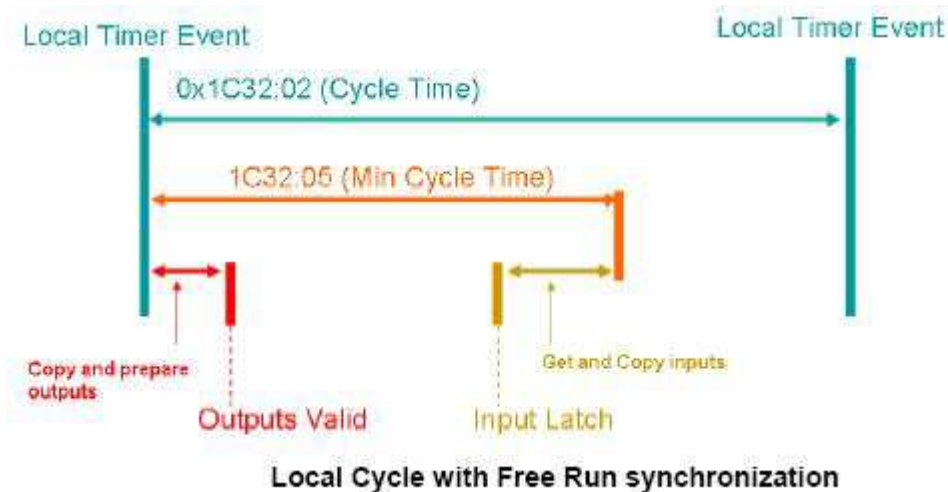 Local Timer Event
Local Timer Event
0x1C32:02 (Cycle Time)
1C32:05 (Min Cycle Time)
Copy and prepare
outputs
Get and Copy inputs
Outputs Valid
Input Latch
Local Cycle with Free Run synchronization